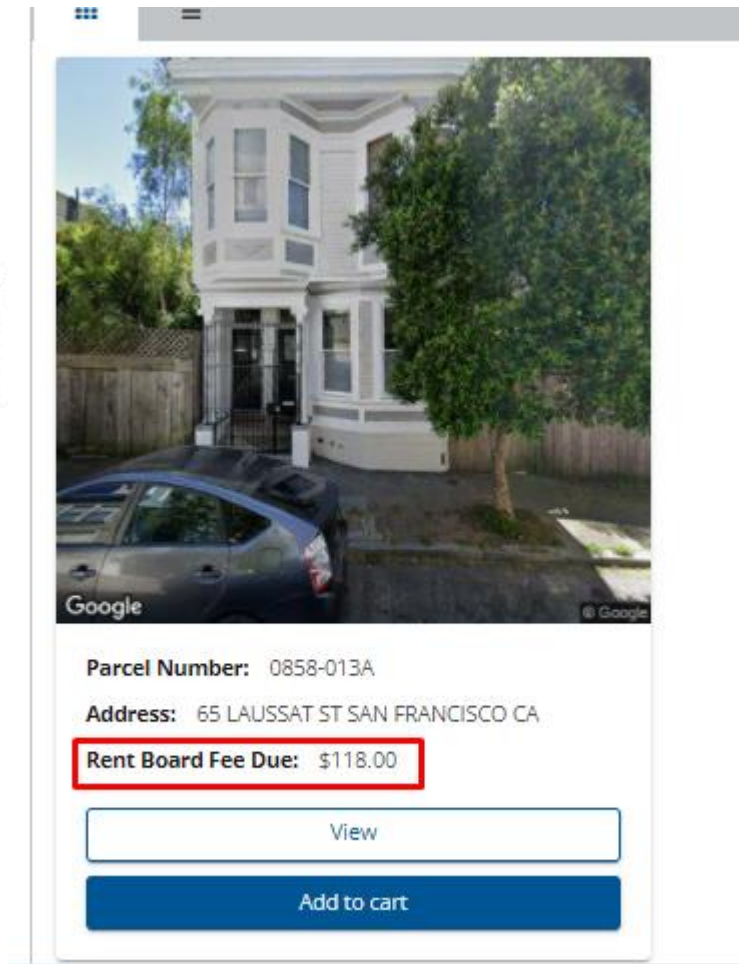 Google
© Google
Parcel Number: 0858-013A
Address: 65 LAUSSAT ST SAN FRANCISCO CA
Rent Board Fee Due: $118.00
View
Add to cart